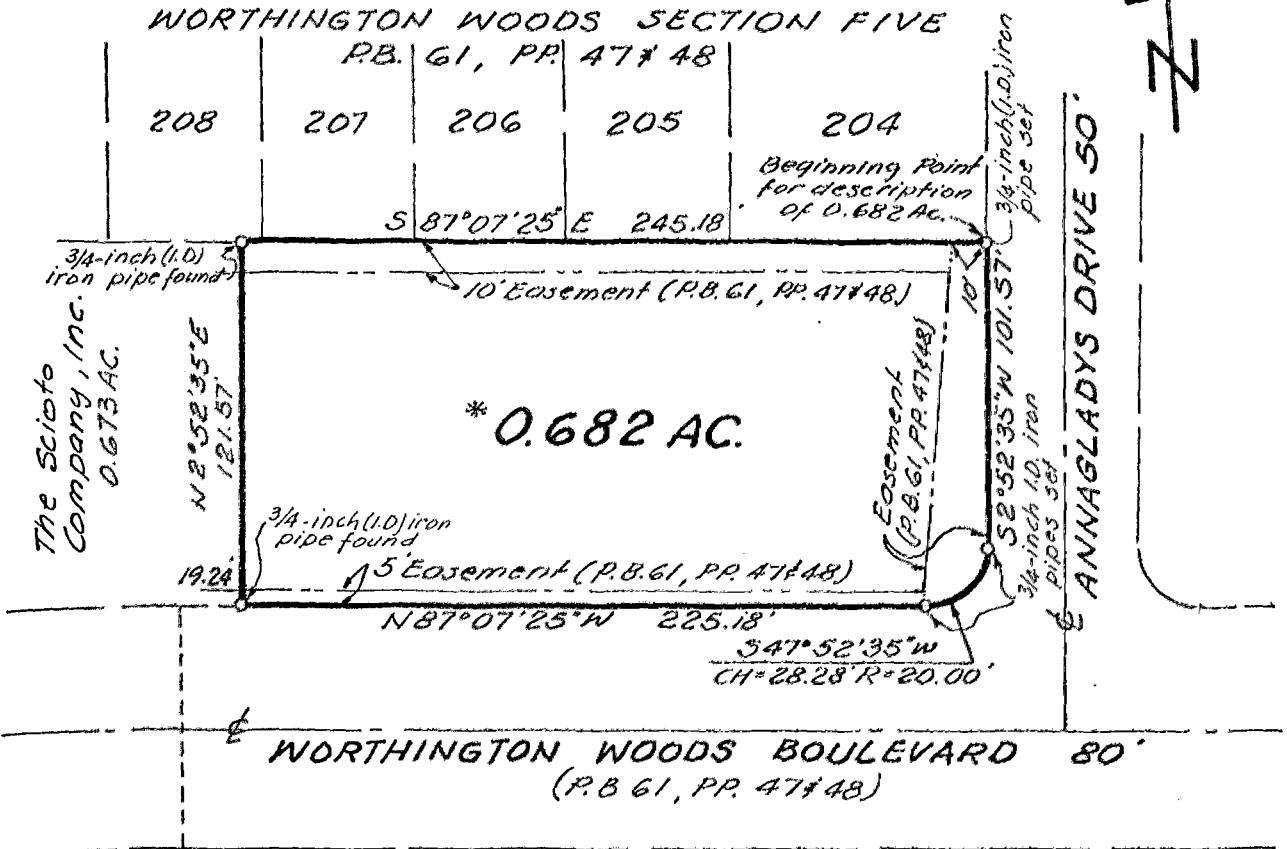 WORTHINGTON WOODS SECTION FIVE
P.B. 61, PP. 47 & 48
208
207
206
205
204
Beginning Point
for description
of 0.682 Ac.
3/4-inch (I.D.) iron
pipe set
S 87°07'25" E 245.18'
3/4-inch (I.D)
iron pipe found
10' Easement (P.B. 61, PP. 47 & 48)
10'
The Scioto
Company, Inc.
0.673 AC.
N 2°52'35" E
121.57'
* 0.682 AC.
Easement
(P.B. 61, PP. 47 & 48)
S 2°52'35" W 101.57'
3/4-inch I.D. iron
pipes set
℄ ANNAGLADYS DRIVE 50'
3/4-inch (I.D) iron
pipe found
19.24'
5' Easement (P.B. 61, PP. 47 & 48)
N 87°07'25" W 225.18'
S 47°52'35" W
CH = 28.28' R = 20.00'
℄ WORTHINGTON WOODS BOULEVARD 80'
(P.B 61, PP. 47 & 48)
N